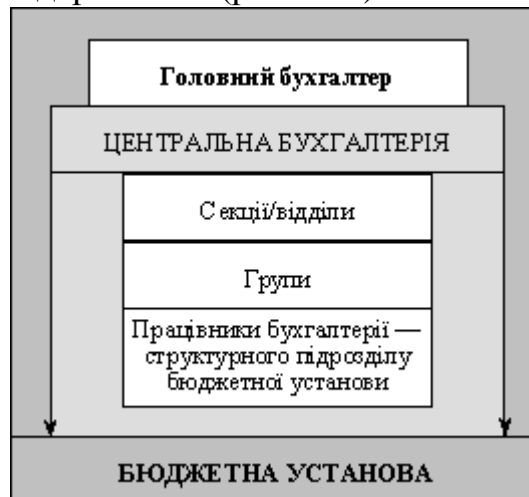 Головний бухгалтер
ЦЕНТРАЛЬНА БУХГАЛТЕРІЯ
Секції/відділи
Групи
Працівники бухгалтерії —
структурного підрозділу
бюджетної установи
БЮДЖЕТНА УСТАНОВА